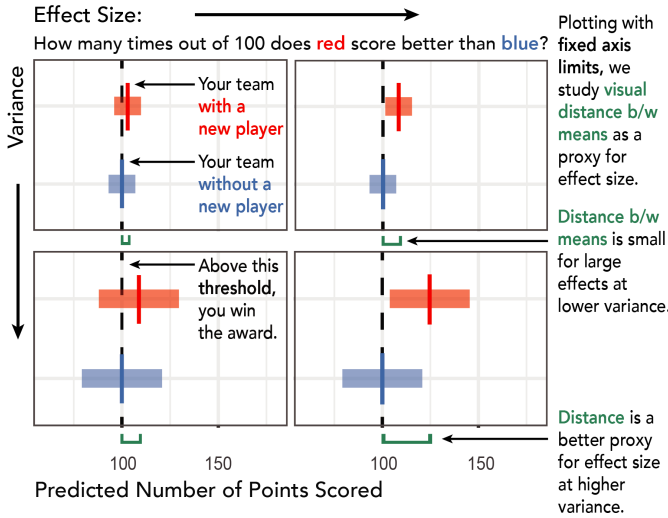 Effect Size:
How many times out of 100 does red score better than blue?
Variance
Your team
with a
new player
Your team
without a
new player
Above this
threshold,
you win
the award.
100
150
100
150
Predicted Number of Points Scored
Plotting with
fixed axis
limits, we
study visual
distance b/w
means as a
proxy for
effect size.
Distance b/w
means is small
for large
effects at
lower variance.
Distance is a
better proxy
for effect size
at higher
variance.